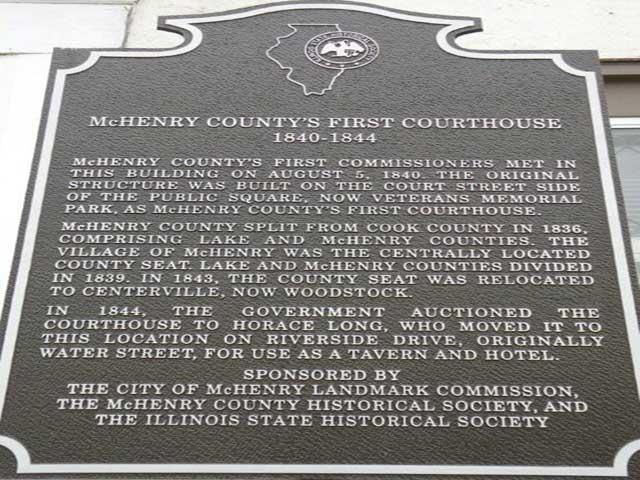 ILLINOIS STATE HISTORICAL SOCIETY
McHENRY COUNTY'S FIRST COURTHOUSE
1840-1844
McHENRY COUNTY'S FIRST COMMISSIONERS MET IN
THIS BUILDING ON AUGUST 5, 1840. THE ORIGINAL
STRUCTURE WAS BUILT ON THE COURT STREET SIDE
OF THE PUBLIC SQUARE, NOW VETERANS MEMORIAL
PARK, AS McHENRY COUNTY'S FIRST COURTHOUSE.
McHENRY COUNTY SPLIT FROM COOK COUNTY IN 1836,
COMPRISING LAKE AND McHENRY COUNTIES. THE
VILLAGE OF McHENRY WAS THE CENTRALLY LOCATED
COUNTY SEAT. LAKE AND McHENRY COUNTIES DIVIDED
IN 1839. IN 1843, THE COUNTY SEAT WAS RELOCATED
TO CENTERVILLE, NOW WOODSTOCK.
IN 1844, THE GOVERNMENT AUCTIONED THE
COURTHOUSE TO HORACE LONG, WHO MOVED IT TO
THIS LOCATION ON RIVERSIDE DRIVE, ORIGINALLY
WATER STREET, FOR USE AS A TAVERN AND HOTEL.
SPONSORED BY
THE CITY OF McHENRY LANDMARK COMMISSION,
THE McHENRY COUNTY HISTORICAL SOCIETY, AND
THE ILLINOIS STATE HISTORICAL SOCIETY